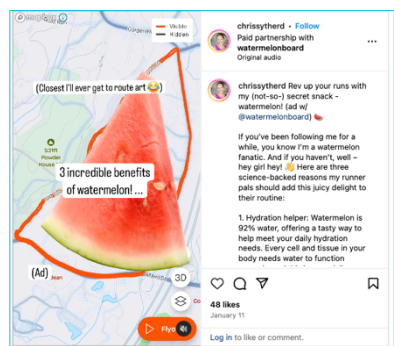 mapbox
Visible
Hidden
(Closest I'll ever get to route art 😂)
5311
Powder
House
3 incredible benefits
of watermelon! ...
(Ad)
Jean
3D
Flyo
chrissytherd • Follow
Paid partnership with
watermelonboard
Original audio
chrissytherd Rev up your runs with
my (not-so-) secret snack -
watermelon! (ad w/
@watermelonboard) 🍉
If you've been following me for a
while, you know I'm a watermelon
fanatic. And if you haven't, well –
hey girl hey! 👋 Here are three
science-backed reasons my runner
pals should add this juicy delight to
their routine:
1. Hydration helper: Watermelon is
92% water, offering a tasty way to
help meet your daily hydration
needs. Every cell and tissue in your
body needs water to function
48 likes
January 11
Log in to like or comment.